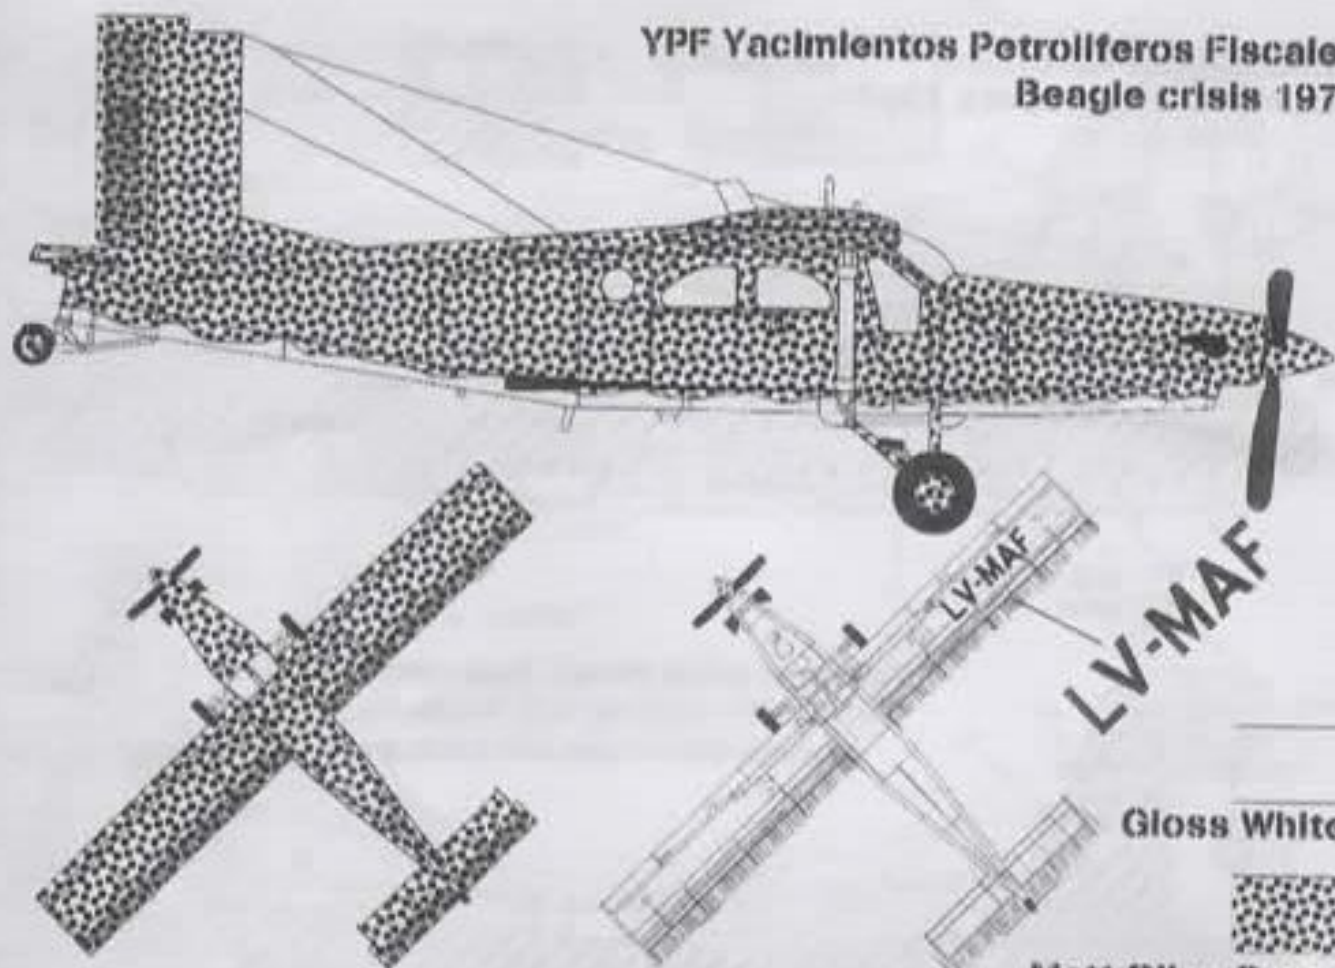 YPF Yacimientos Petroliferos Fiscale
Beagle crisis 197
LV-MAF
LV-MAF
Gloss White